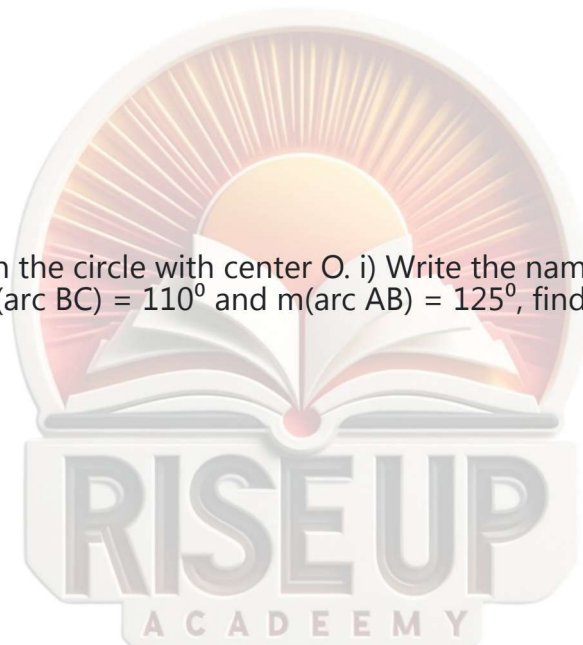 n the circle with center O. i) Write the nam
(arc BC) = 110⁰ and m(arc AB) = 125⁰, find
RISE UP
ACADEEMY